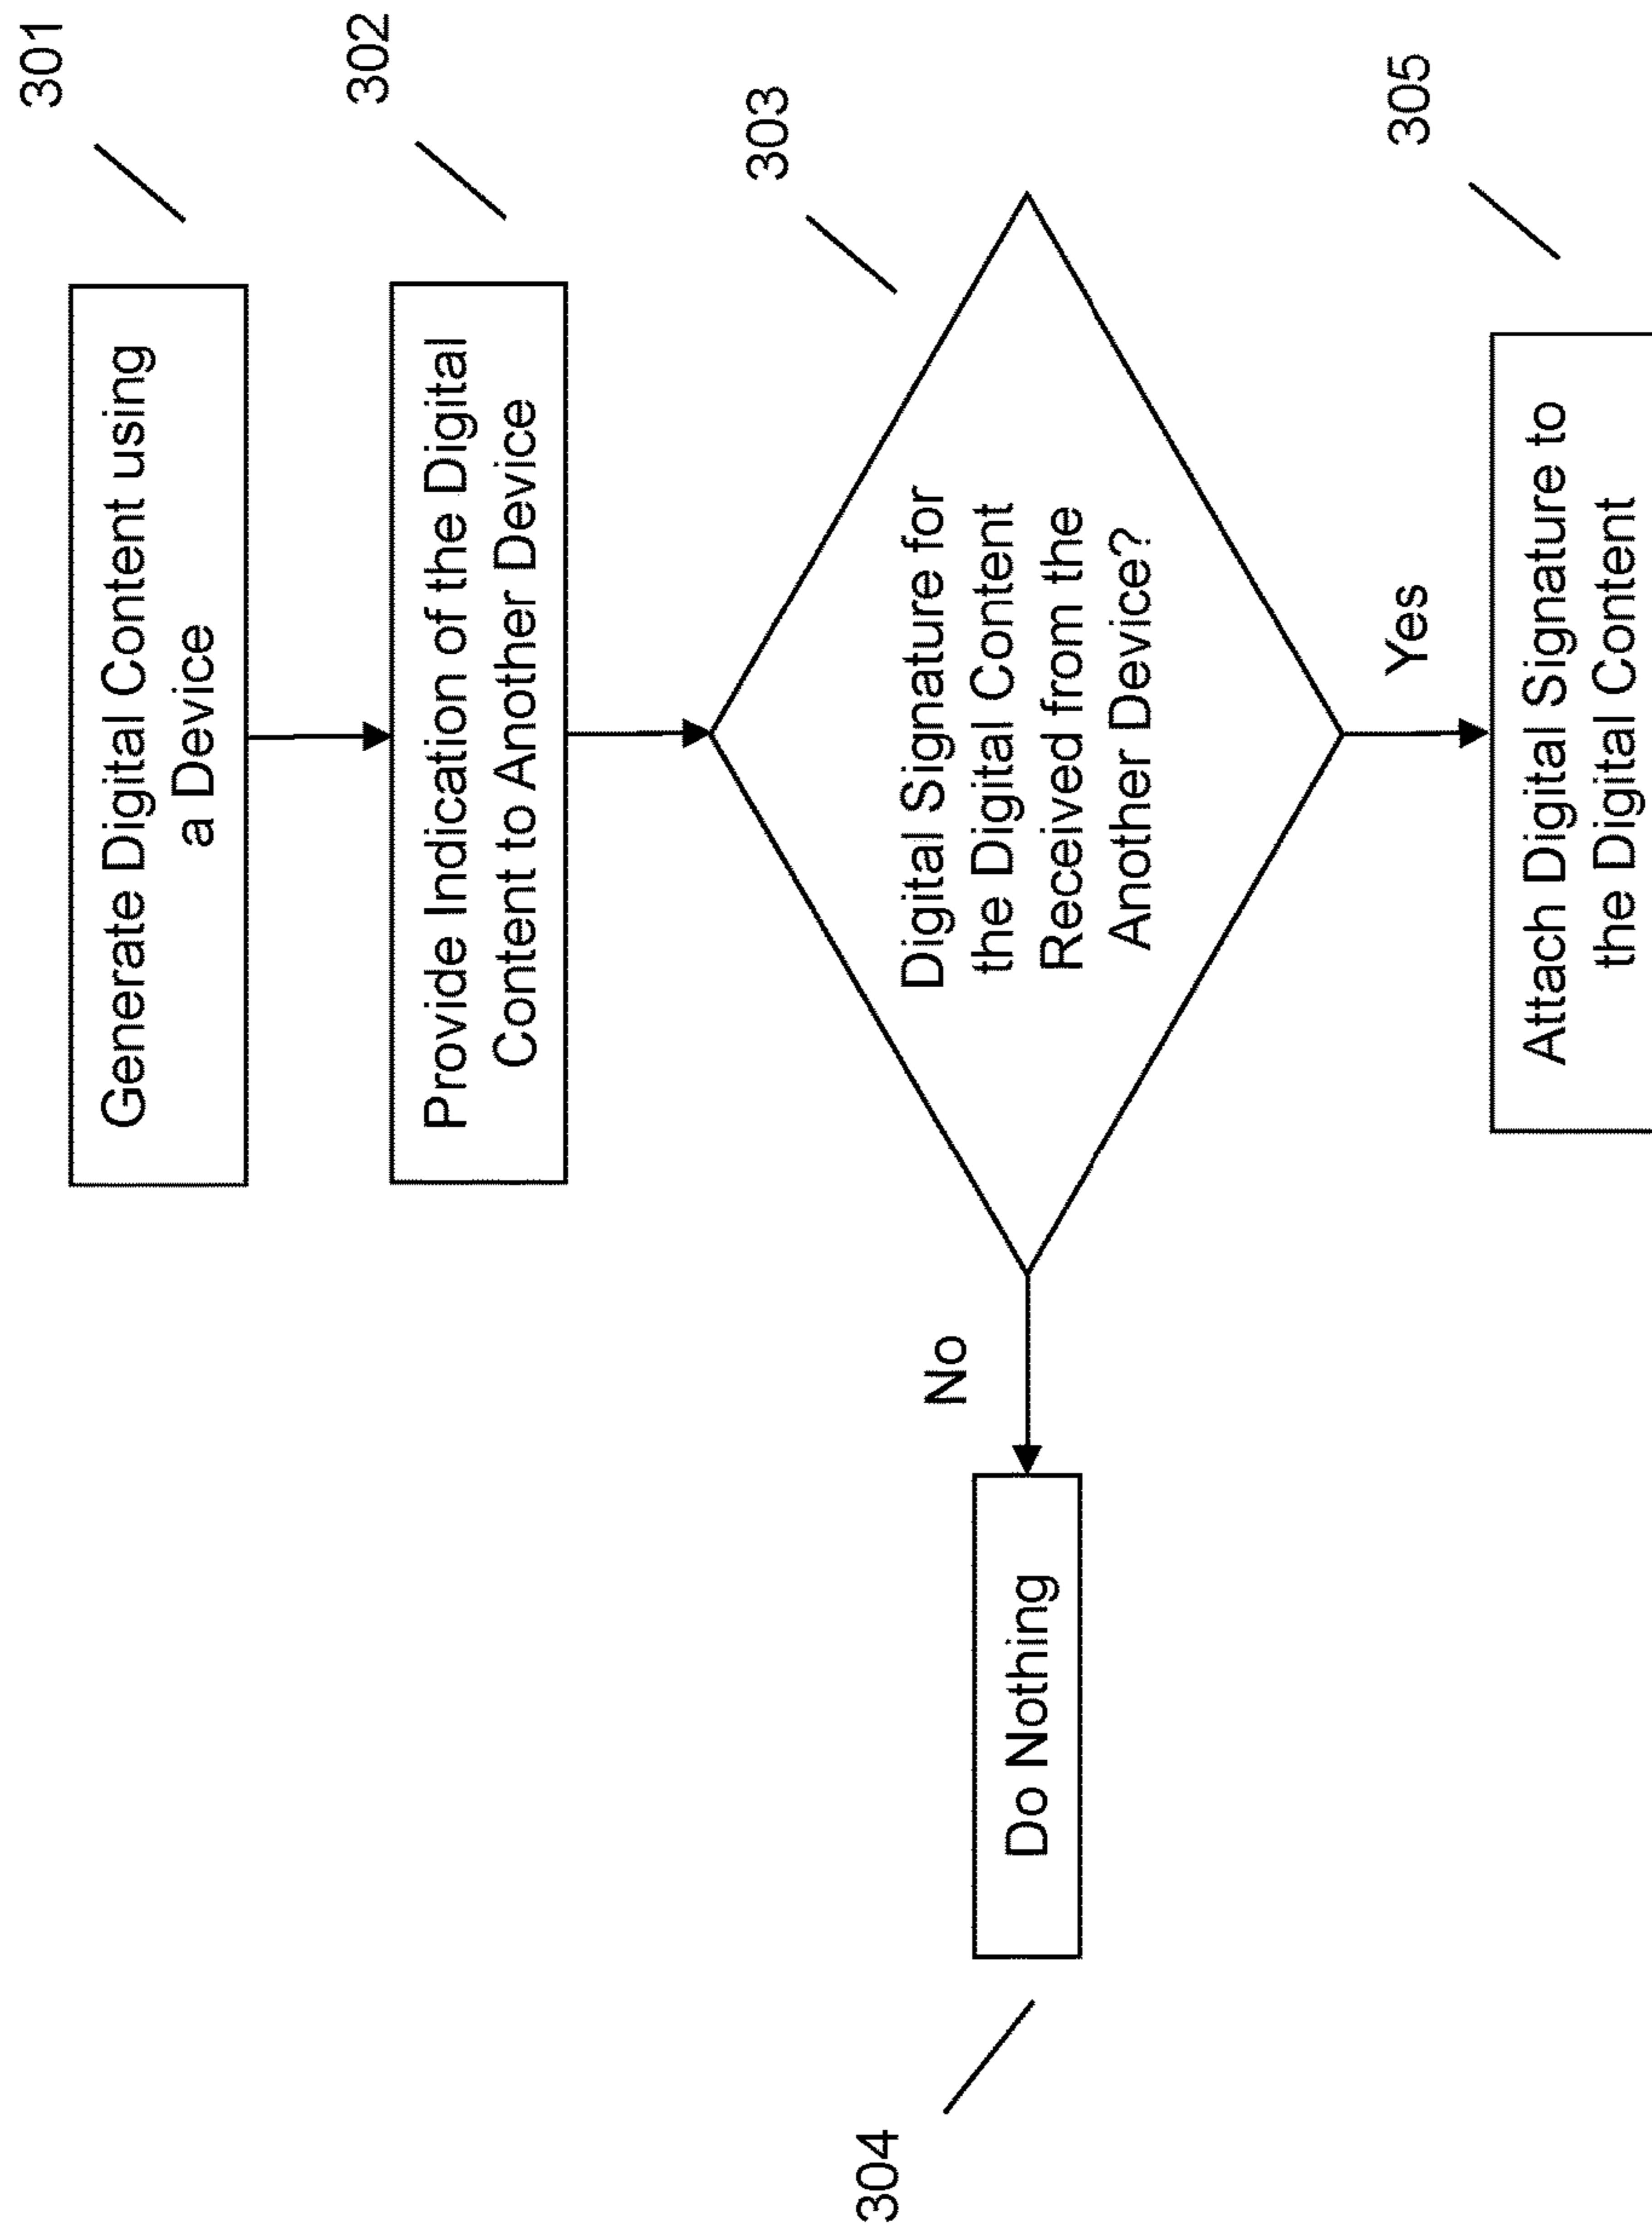 301
Generate Digital Content using
a Device
302
Provide Indication of the Digital
Content to Another Device
303
Digital Signature for
the Digital Content
Received from the
Another Device?
No
Do Nothing
304
Yes
305
Attach Digital Signature to
the Digital Content